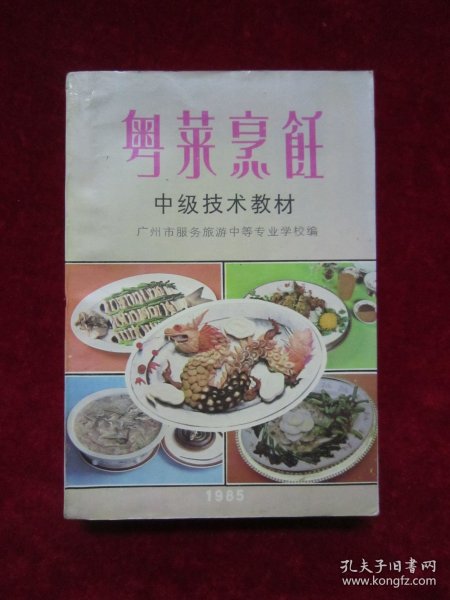 粤菜烹飪
中级技术教材
广州市服务旅游中等专业学校编
1985
孔夫子旧书网
www.kongfz.com